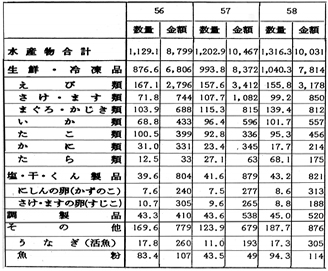 56 57 58
数量 金額 数量 金額 数量 金額
水産物合計 1,129.1 8,799 1,202.9 10,467 1,316.3 10,031
生鮮・冷凍品 876.6 6,806 993.8 8,372 1,040.3 7,814
えび類 167.1 2,796 157.6 3,412 155.8 3,178
さけ・ます類 71.8 744 107.7 1,082 99.2 850
まぐろ・かじき類 103.9 688 115.3 815 139.4 812
いか類 68.8 433 96.4 596 101.7 557
たこ類 100.5 399 92.8 336 95.3 456
かに類 31.0 331 23.4 345 17.7 214
たら類 12.5 33 27.1 63 68.1 175
塩・干・くん製品 39.6 804 41.6 879 43.2 821
にしんの卵(かずのこ) 7.6 240 7.5 277 8.6 313
さけ・ますの卵(すじこ) 10.7 305 9.6 265 8.8 188
調製品 43.3 410 43.6 538 45.0 520
その他 169.6 779 123.9 679 187.7 876
うなぎ(活魚) 17.8 260 11.0 193 17.3 305
魚粉 83.4 107 43.5 49 94.3 114